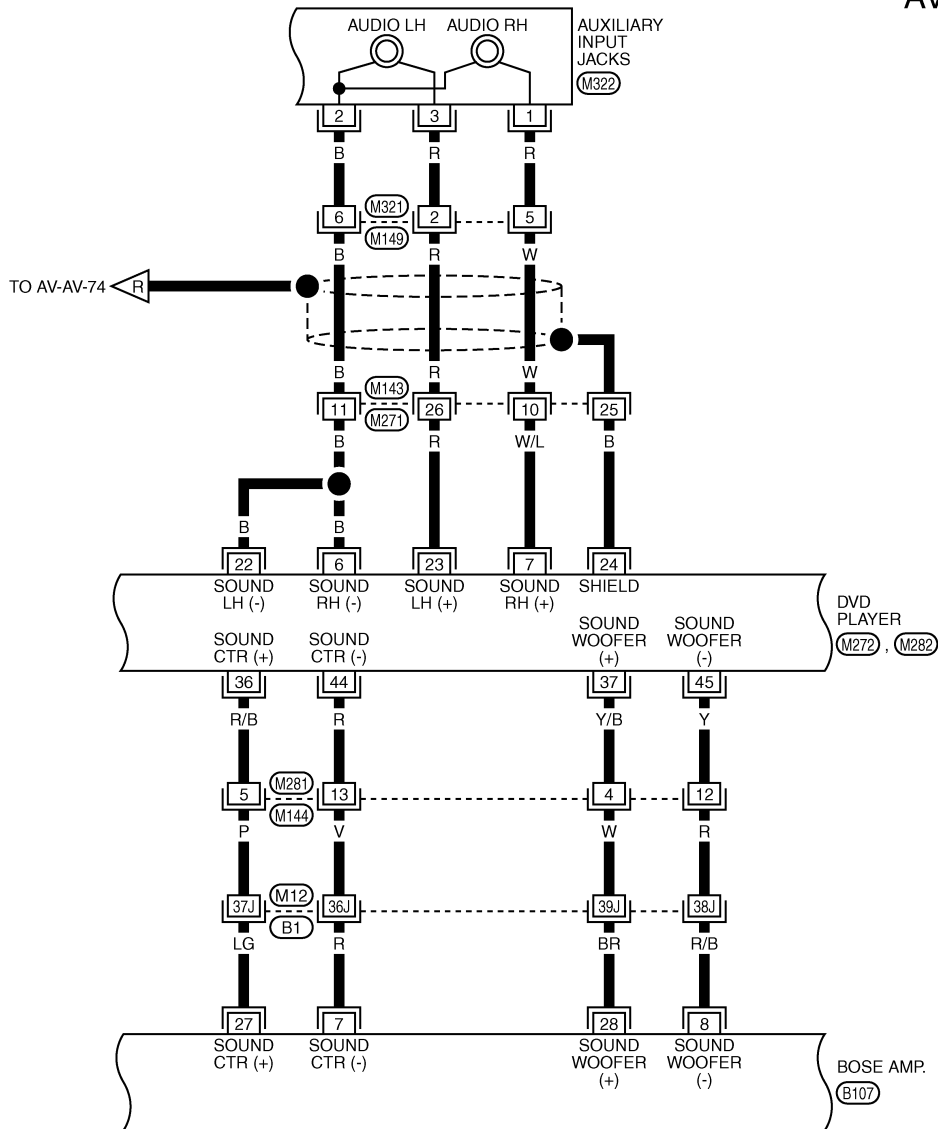 AV
AUDIO LH AUDIO RH
AUXILIARY
INPUT
JACKS
M322
2 3 1
B R R
6 M321 2 5
M149
B R W
TO AV-AV-74 R
B R W
11 M143 26 10 25
M271
B R W/L B
B B
22 6 23 7 24
SOUND LH (-) SOUND RH (-) SOUND LH (+) SOUND RH (+) SHIELD
DVD
PLAYER
M272 , M282
SOUND CTR (+) SOUND CTR (-) SOUND WOOFER (+) SOUND WOOFER (-)
36 44 37 45
R/B R Y/B Y
5 M281 13 4 12
M144
P V W R
37J M12 36J 39J 38J
B1
LG R BR R/B
27 7 28 8
SOUND CTR (+) SOUND CTR (-) SOUND WOOFER (+) SOUND WOOFER (-)
BOSE AMP.
B107